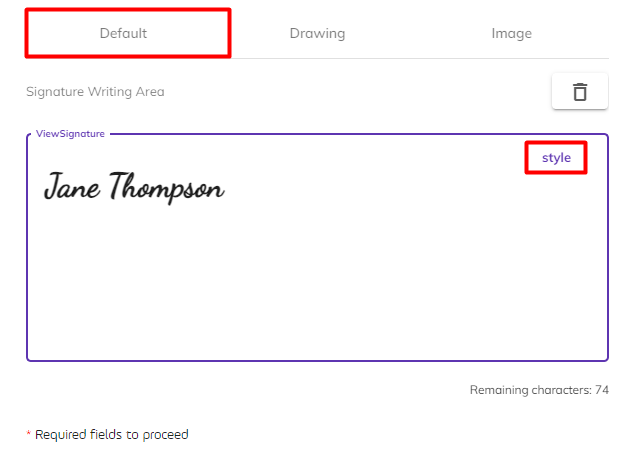 Default Drawing Image
Signature Writing Area
ViewSignature
style
Jane Thompson
Remaining characters: 74
* Required fields to proceed